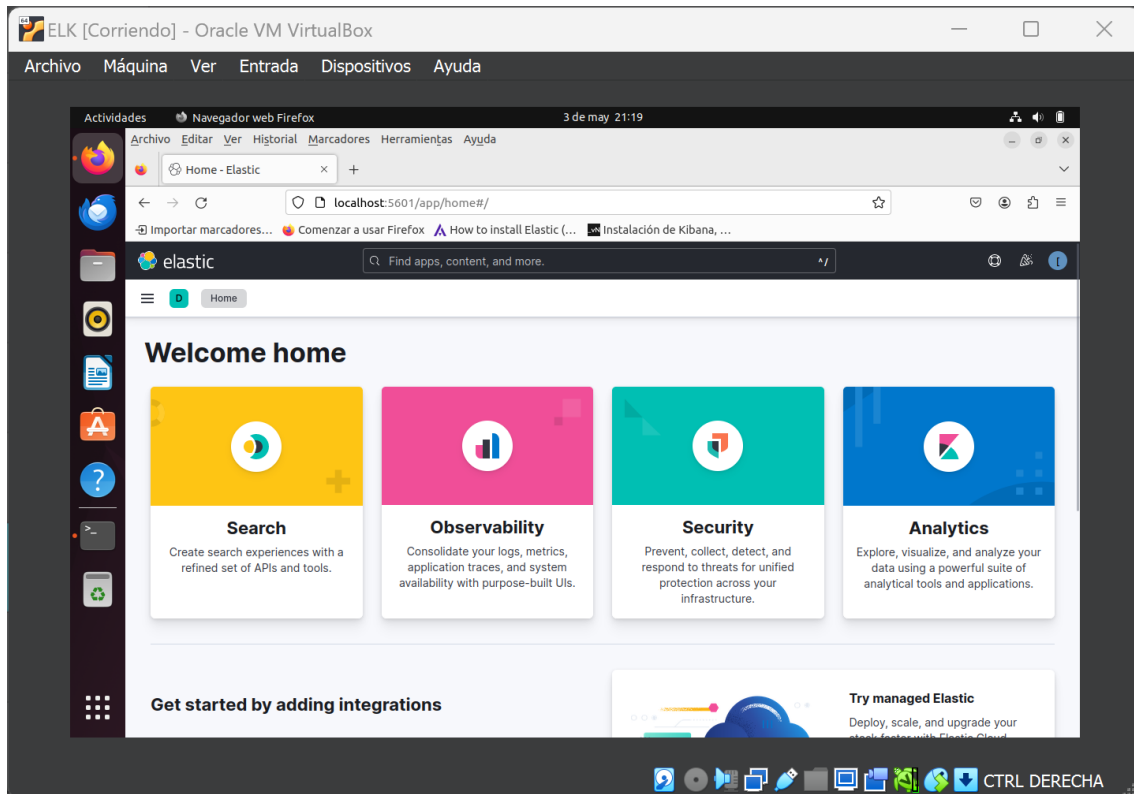 ELK [Corriendo] - Oracle VM VirtualBox
Archivo Máquina Ver Entrada Dispositivos Ayuda
Actividades Navegador web Firefox 3 de may 21:19
Archivo Editar Ver Historial Marcadores Herramientas Ayuda
Home - Elastic
localhost:5601/app/home#/
Importar marcadores... Comenzar a usar Firefox How to install Elastic (... Instalación de Kibana, ...
elastic Find apps, content, and more. ^/
D Home
Welcome home
Search
Create search experiences with a
refined set of APIs and tools.
Observability
Consolidate your logs, metrics,
application traces, and system
availability with purpose-built UIs.
Security
Prevent, collect, detect, and
respond to threats for unified
protection across your
infrastructure.
Analytics
Explore, visualize, and analyze your
data using a powerful suite of
analytical tools and applications.
Get started by adding integrations
Try managed Elastic
Deploy, scale, and upgrade your
stack faster with Elastic Cloud
CTRL DERECHA